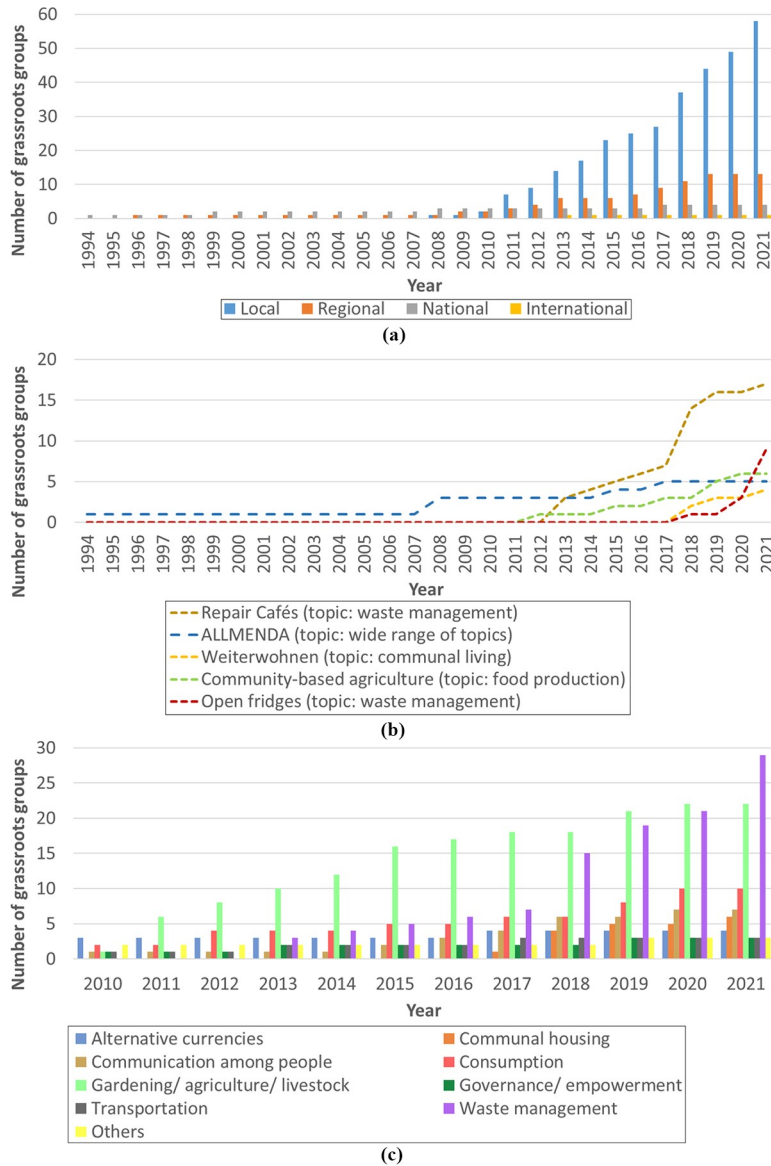 60
50
40
30
20
10
0
Number of grassroots groups
1994 1995 1996 1997 1998 1999 2000 2001 2002 2003 2004 2005 2006 2007 2008 2009 2010 2011 2012 2013 2014 2015 2016 2017 2018 2019 2020 2021
Year
Local Regional National International
(a)
20
15
10
5
0
Number of grassroots groups
1994 1995 1996 1997 1998 1999 2000 2001 2002 2003 2004 2005 2006 2007 2008 2009 2010 2011 2012 2013 2014 2015 2016 2017 2018 2019 2020 2021
Year
Repair Cafés (topic: waste management)
ALLMENDA (topic: wide range of topics)
Weiterwohnen (topic: communal living)
Community-based agriculture (topic: food production)
Open fridges (topic: waste management)
(b)
30
25
20
15
10
5
0
Number of grassroots groups
2010 2011 2012 2013 2014 2015 2016 2017 2018 2019 2020 2021
Year
Alternative currencies Communal housing
Communication among people Consumption
Gardening/ agriculture/ livestock Governance/ empowerment
Transportation Waste management
Others
(c)